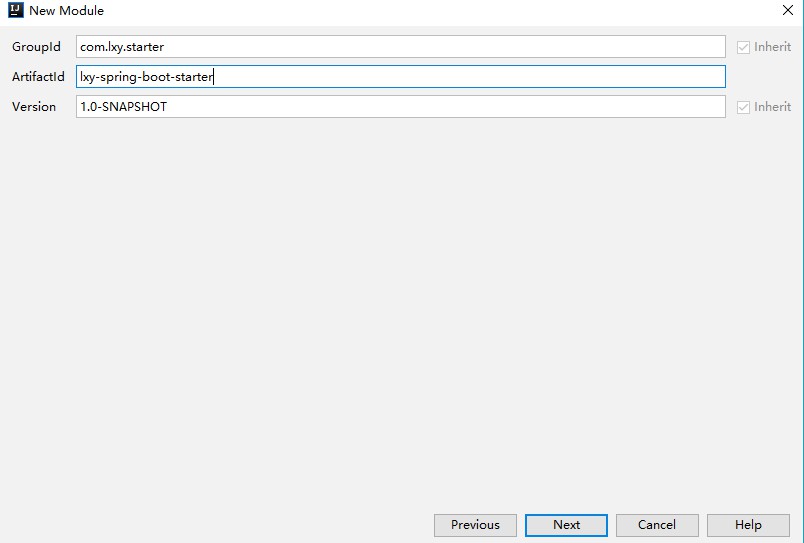 New Module
GroupId com.lxy.starter Inherit
ArtifactId lxy-spring-boot-starter
Version 1.0-SNAPSHOT Inherit
Previous Next Cancel Help